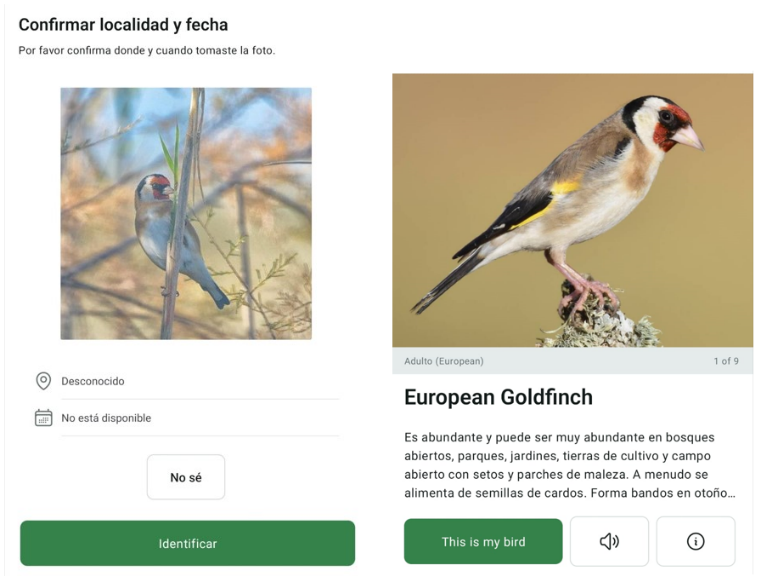 Confirmar localidad y fecha
Por favor confirma donde y cuando tomaste la foto.
Desconocido
No está disponible
No sé
Identificar
Adulto (European)
1 of 9
European Goldfinch
Es abundante y puede ser muy abundante en bosques
abiertos, parques, jardines, tierras de cultivo y campo
abierto con setos y parches de maleza. A menudo se
alimenta de semillas de cardos. Forma bandos en otoño...
This is my bird